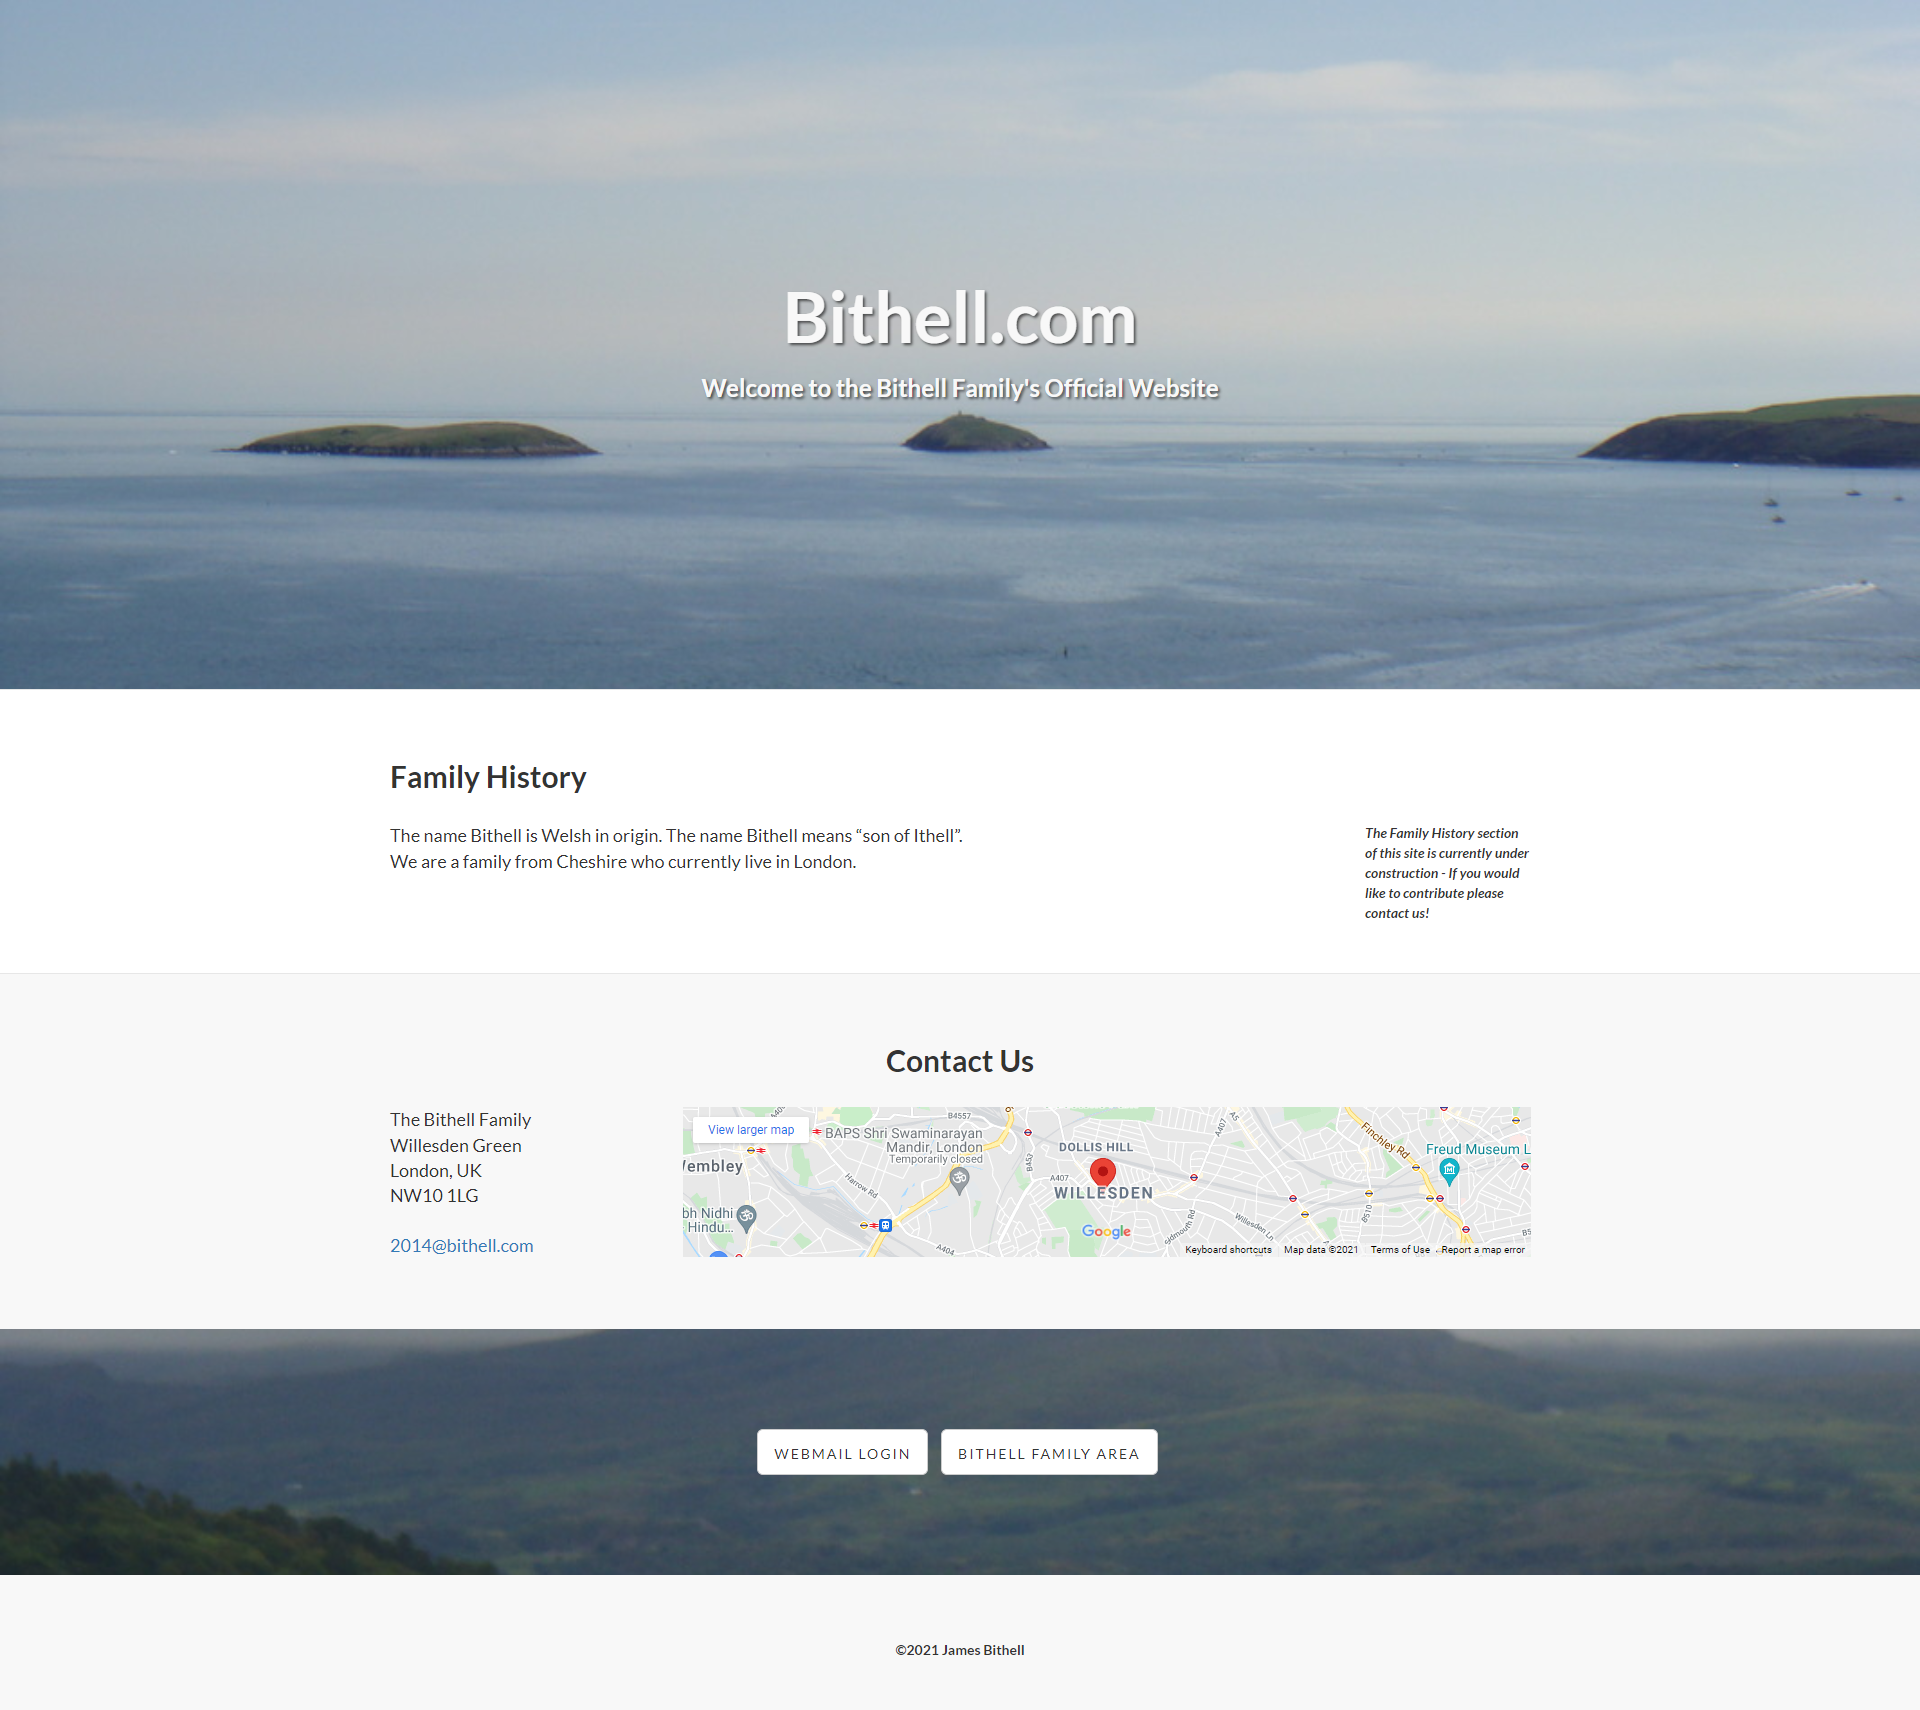 Bithell.com
Welcome to the Bithell Family's Official Website
Family History
The name Bithell is Welsh in origin. The name Bithell means “son of Ithell”.
We are a family from Cheshire who currently live in London.
The Family History section
of this site is currently under
construction - If you would
like to contribute please
contact us!
Contact Us
The Bithell Family
Willesden Green
London, UK
NW10 1LG
2014@bithell.com
View larger map
BAPS Shri Swaminarayan
Mandir, London
Temporarily closed
B4557
A5
A407
B453
DOLLIS HILL
Finchley Rd
Freud Museum L
Harrow Rd
A407
WILLESDEN
B510
Willesden Ln
Nidhi
Hindu...
A404
Google
Keyboard shortcuts
Map data ©2021
Terms of Use
Report a map error
WEBMAIL LOGIN
BITHELL FAMILY AREA
©2021 James Bithell